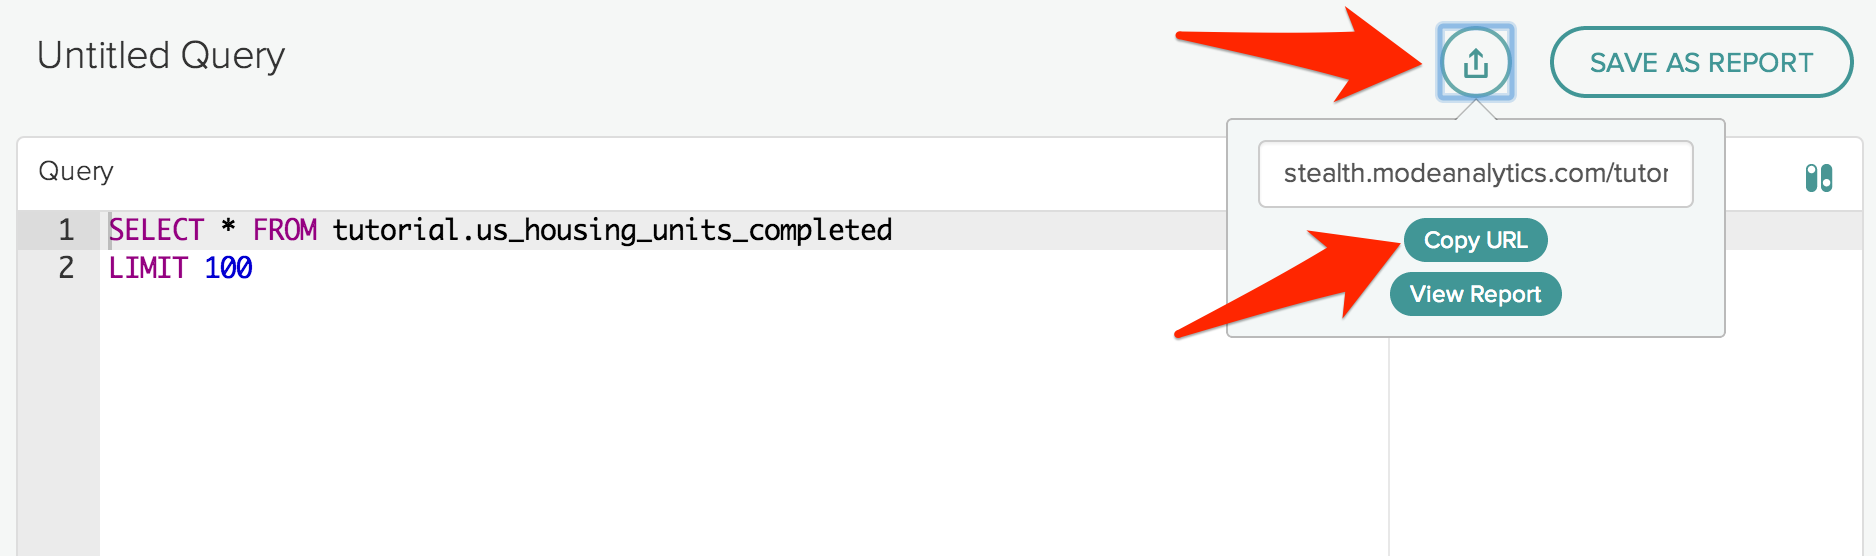 Untitled Query
SAVE AS REPORT
stealth.modeanalytics.com/tutor
Copy URL
View Report
Query
1 SELECT * FROM tutorial.us_housing_units_completed
2 LIMIT 100